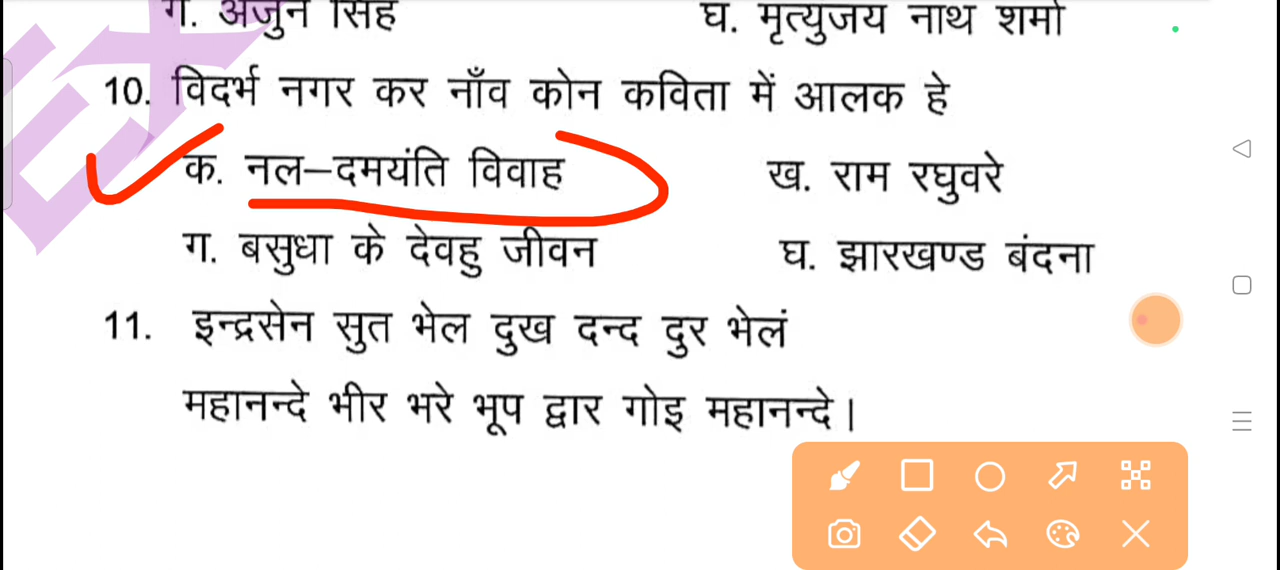 ग. अर्जुन सिंह घ. मृत्युजय नाथ शर्मा
10. विदर्भ नगर कर नाँव कोन कविता में आलक हे
क. नल–दमयंति विवाह ख. राम रघुवरे
ग. बसुधा के देवहु जीवन घ. झारखण्ड बंदना
11. इन्द्रसेन सुत भेल दुख दन्द दुर भेलं
महानन्दे भीर भरे भूप द्वार गोइ महानन्दे।